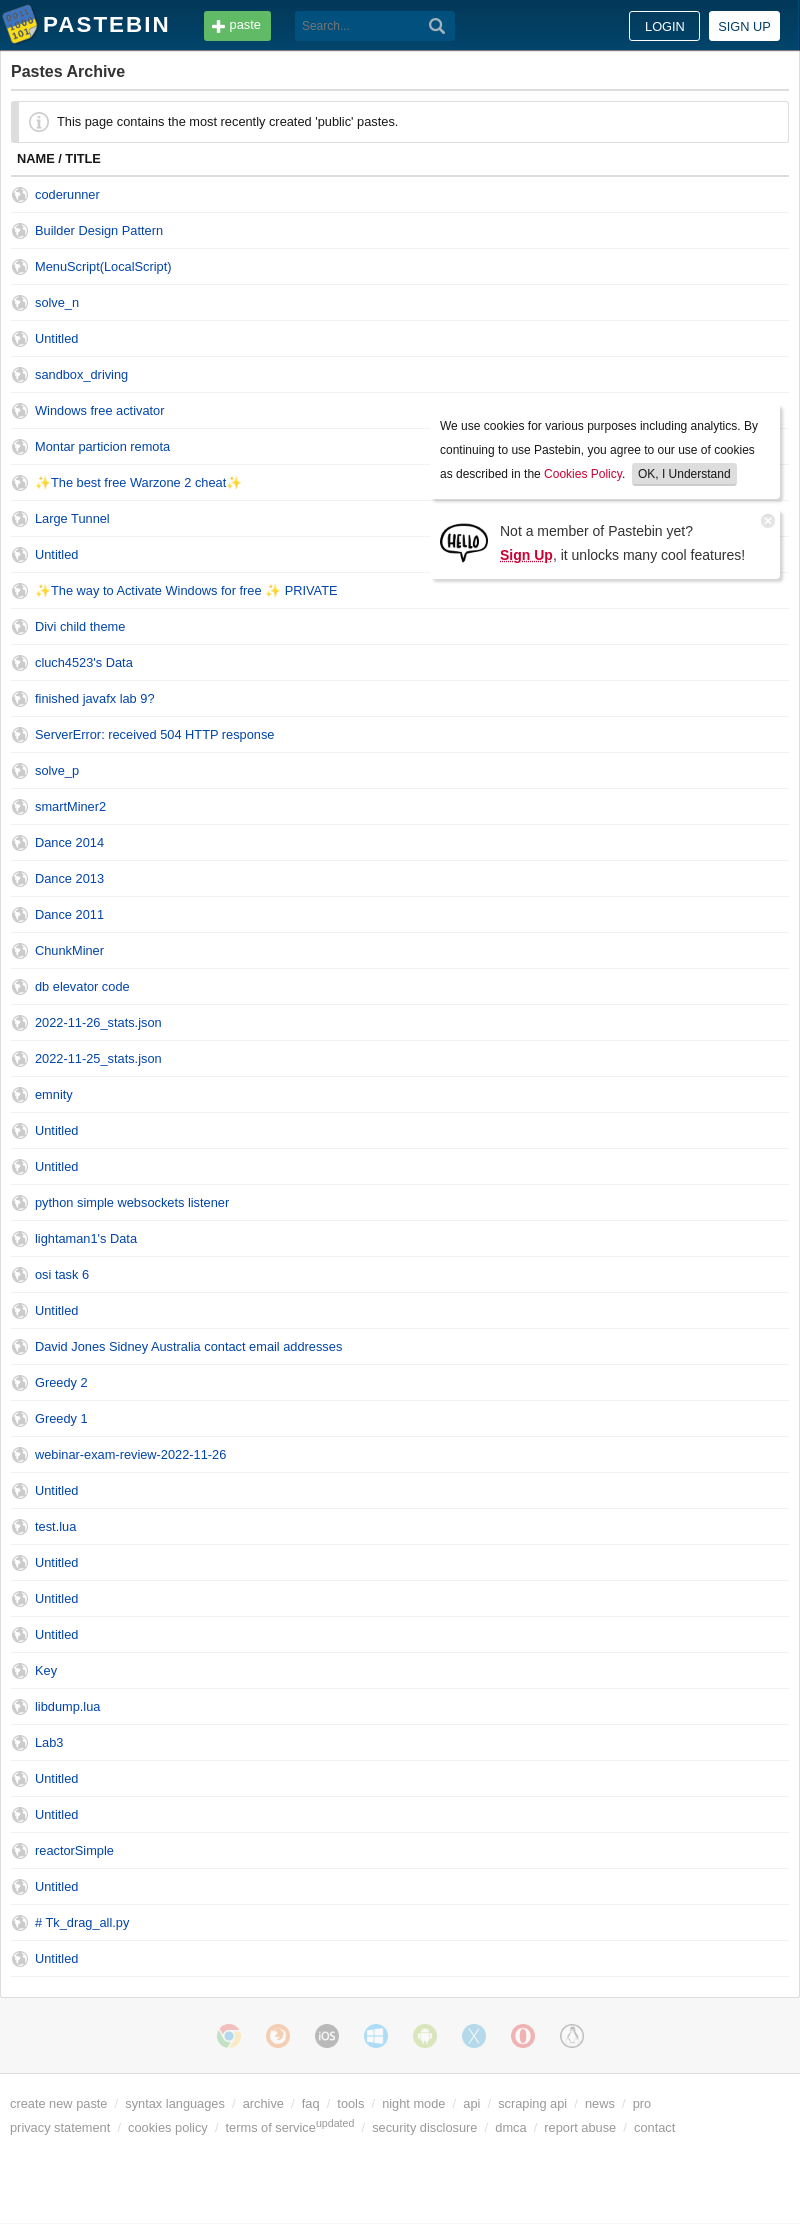 PASTEBIN paste Search... LOGIN SIGN UP
Pastes Archive
This page contains the most recently created 'public' pastes.
NAME / TITLE
coderunner
Builder Design Pattern
MenuScript(LocalScript)
solve_n
Untitled
sandbox_driving
Windows free activator
Montar particion remota
✨The best free Warzone 2 cheat✨
Large Tunnel
Untitled
✨The way to Activate Windows for free ✨ PRIVATE
We use cookies for various purposes including analytics. By
continuing to use Pastebin, you agree to our use of cookies
as described in the Cookies Policy. OK, I Understand
HELLO
Not a member of Pastebin yet?
Sign Up, it unlocks many cool features!
Divi child theme
cluch4523's Data
finished javafx lab 9?
ServerError: received 504 HTTP response
solve_p
smartMiner2
Dance 2014
Dance 2013
Dance 2011
ChunkMiner
db elevator code
2022-11-26_stats.json
2022-11-25_stats.json
emnity
Untitled
Untitled
python simple websockets listener
lightaman1's Data
osi task 6
Untitled
David Jones Sidney Australia contact email addresses
Greedy 2
Greedy 1
webinar-exam-review-2022-11-26
Untitled
test.lua
Untitled
Untitled
Untitled
Key
libdump.lua
Lab3
Untitled
Untitled
reactorSimple
Untitled
# Tk_drag_all.py
Untitled
iOS
create new paste / syntax languages / archive / faq / tools / night mode / api / scraping api / news / pro
privacy statement / cookies policy / terms of serviceupdated / security disclosure / dmca / report abuse / contact